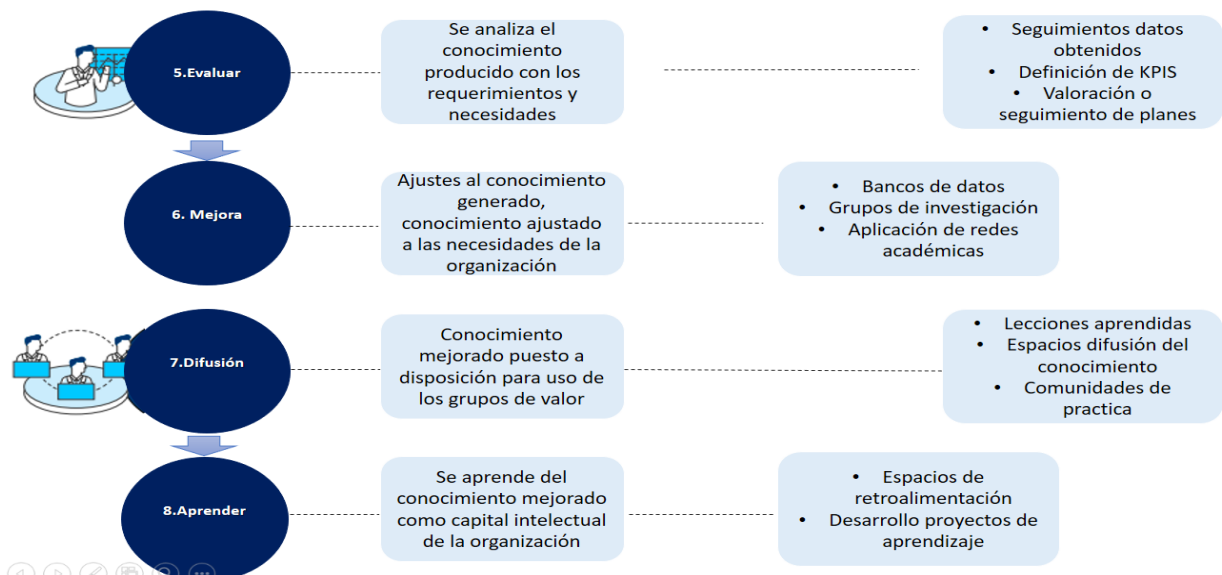 5.Evaluar
Se analiza el
conocimiento
producido con los
requerimientos y
necesidades
• Seguimientos datos
obtenidos
• Definición de KPIS
• Valoración o
seguimiento de planes
6. Mejora
Ajustes al conocimiento
generado,
conocimiento ajustado
a las necesidades de la
organización
• Bancos de datos
• Grupos de investigación
• Aplicación de redes
académicas
7.Difusión
Conocimiento
mejorado puesto a
disposición para uso de
los grupos de valor
• Lecciones aprendidas
• Espacios difusión del
conocimiento
• Comunidades de
practica
8.Aprender
Se aprende del
conocimiento mejorado
como capital intelectual
de la organización
• Espacios de
retroalimentación
• Desarrollo proyectos de
aprendizaje